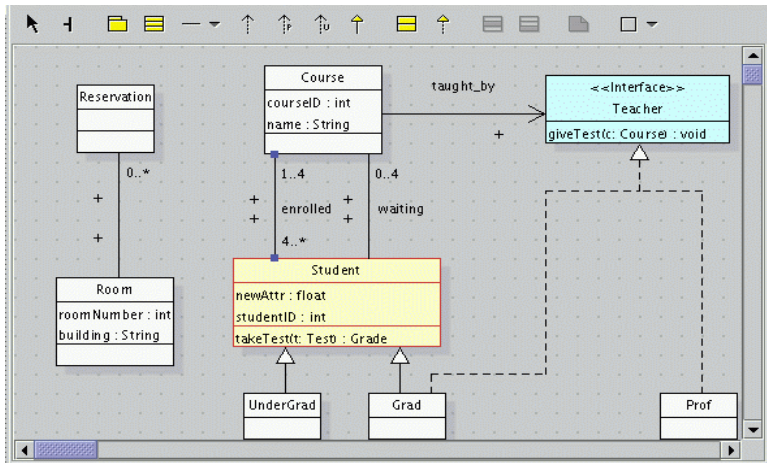 P
U
Reservation
0..*
+
+
Room
roomNumber : int
building : String
Course
courseID : int
name : String
taught_by
+
<<Interface>>
Teacher
giveTest(c: Course) : void
1..4
0..4
+
+
enrolled
+
+
waiting
4..*
Student
newAttr : float
studentID : int
takeTest(t: Test) : Grade
UnderGrad
Grad
Prof